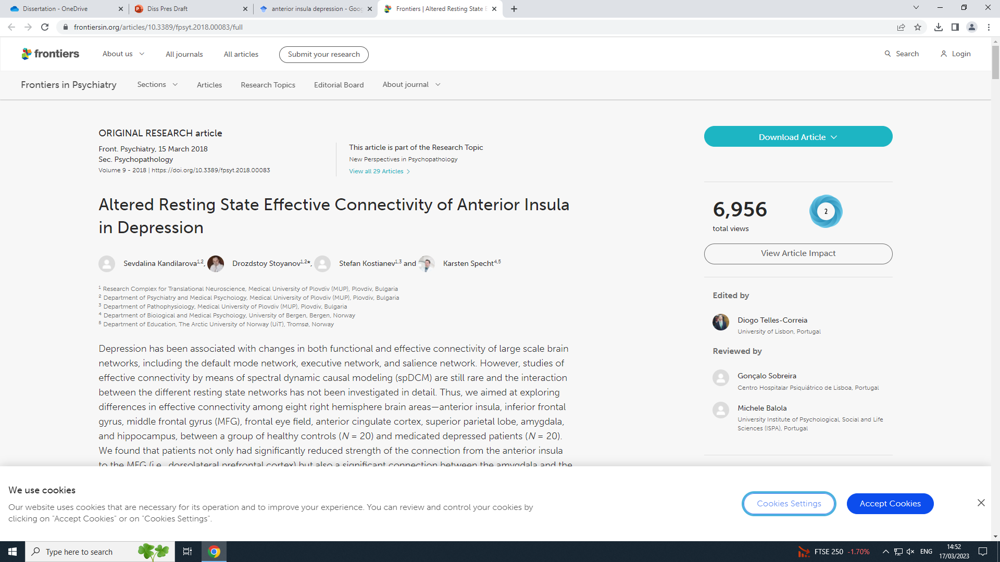 Dissertation - OneDrive
Diss Pres Draft
anterior insula depression - Goo
Frontiers | Altered Resting State E
frontiersin.org/articles/10.3389/fpsyt.2018.00083/full
frontiers
About us
All journals
All articles
Submit your research
Search
Login
Frontiers in Psychiatry
Sections
Articles
Research Topics
Editorial Board
About journal
ORIGINAL RESEARCH article
Front. Psychiatry, 15 March 2018
Sec. Psychopathology
Volume 9 - 2018 | https://doi.org/10.3389/fpsyt.2018.00083
This article is part of the Research Topic
New Perspectives in Psychopathology
View all 29 Articles
Altered Resting State Effective Connectivity of Anterior Insula
in Depression
Sevdalina Kandilarova1,2, Drozdstoy Stoyanov1,2*, Stefan Kostianev1,3 and Karsten Specht4,5
1 Research Complex for Translational Neuroscience, Medical University of Plovdiv (MUP), Plovdiv, Bulgaria
2 Department of Psychiatry and Medical Psychology, Medical University of Plovdiv (MUP), Plovdiv, Bulgaria
3 Department of Pathophysiology, Medical University of Plovdiv (MUP), Plovdiv, Bulgaria
4 Department of Biological and Medical Psychology, University of Bergen, Bergen, Norway
5 Department of Education, The Arctic University of Norway (UiT), Tromsø, Norway
Depression has been associated with changes in both functional and effective connectivity of large scale brain
networks, including the default mode network, executive network, and salience network. However, studies of
effective connectivity by means of spectral dynamic causal modeling (spDCM) are still rare and the interaction
between the different resting state networks has not been investigated in detail. Thus, we aimed at exploring
differences in effective connectivity among eight right hemisphere brain areas—anterior insula, inferior frontal
gyrus, middle frontal gyrus (MFG), frontal eye field, anterior cingulate cortex, superior parietal lobe, amygdala,
and hippocampus, between a group of healthy controls (N = 20) and medicated depressed patients (N = 20).
We found that patients not only had significantly reduced strength of the connection from the anterior insula
to the MFG (i.e., dorsolateral prefrontal cortex) but also a significant connection between the amygdala and the
Download Article
6,956
total views
2
View Article Impact
Edited by
Diogo Telles-Correia
University of Lisbon, Portugal
Reviewed by
Gonçalo Sobreira
Centro Hospitalar Psiquiátrico de Lisboa, Portugal
Michele Balola
University Institute of Psychological, Social and Life
Sciences (ISPA), Portugal
We use cookies
Our website uses cookies that are necessary for its operation and to improve your experience. You can review and control your cookies by
clicking on "Accept Cookies" or on "Cookies Settings".
Cookies Settings
Accept Cookies
Type here to search
FTSE 250 -1.70%
ENG
14:52
17/03/2023